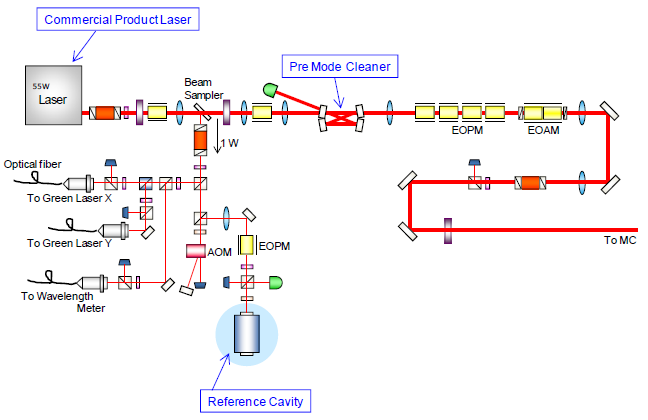 Commercial Product Laser
55W
Laser
Beam
Sampler
Pre Mode Cleaner
1 W
EOPM
EOAM
Optical fiber
To Green Laser X
To Green Laser Y
AOM
EOPM
To MC
To Wavelength
Meter
Reference Cavity